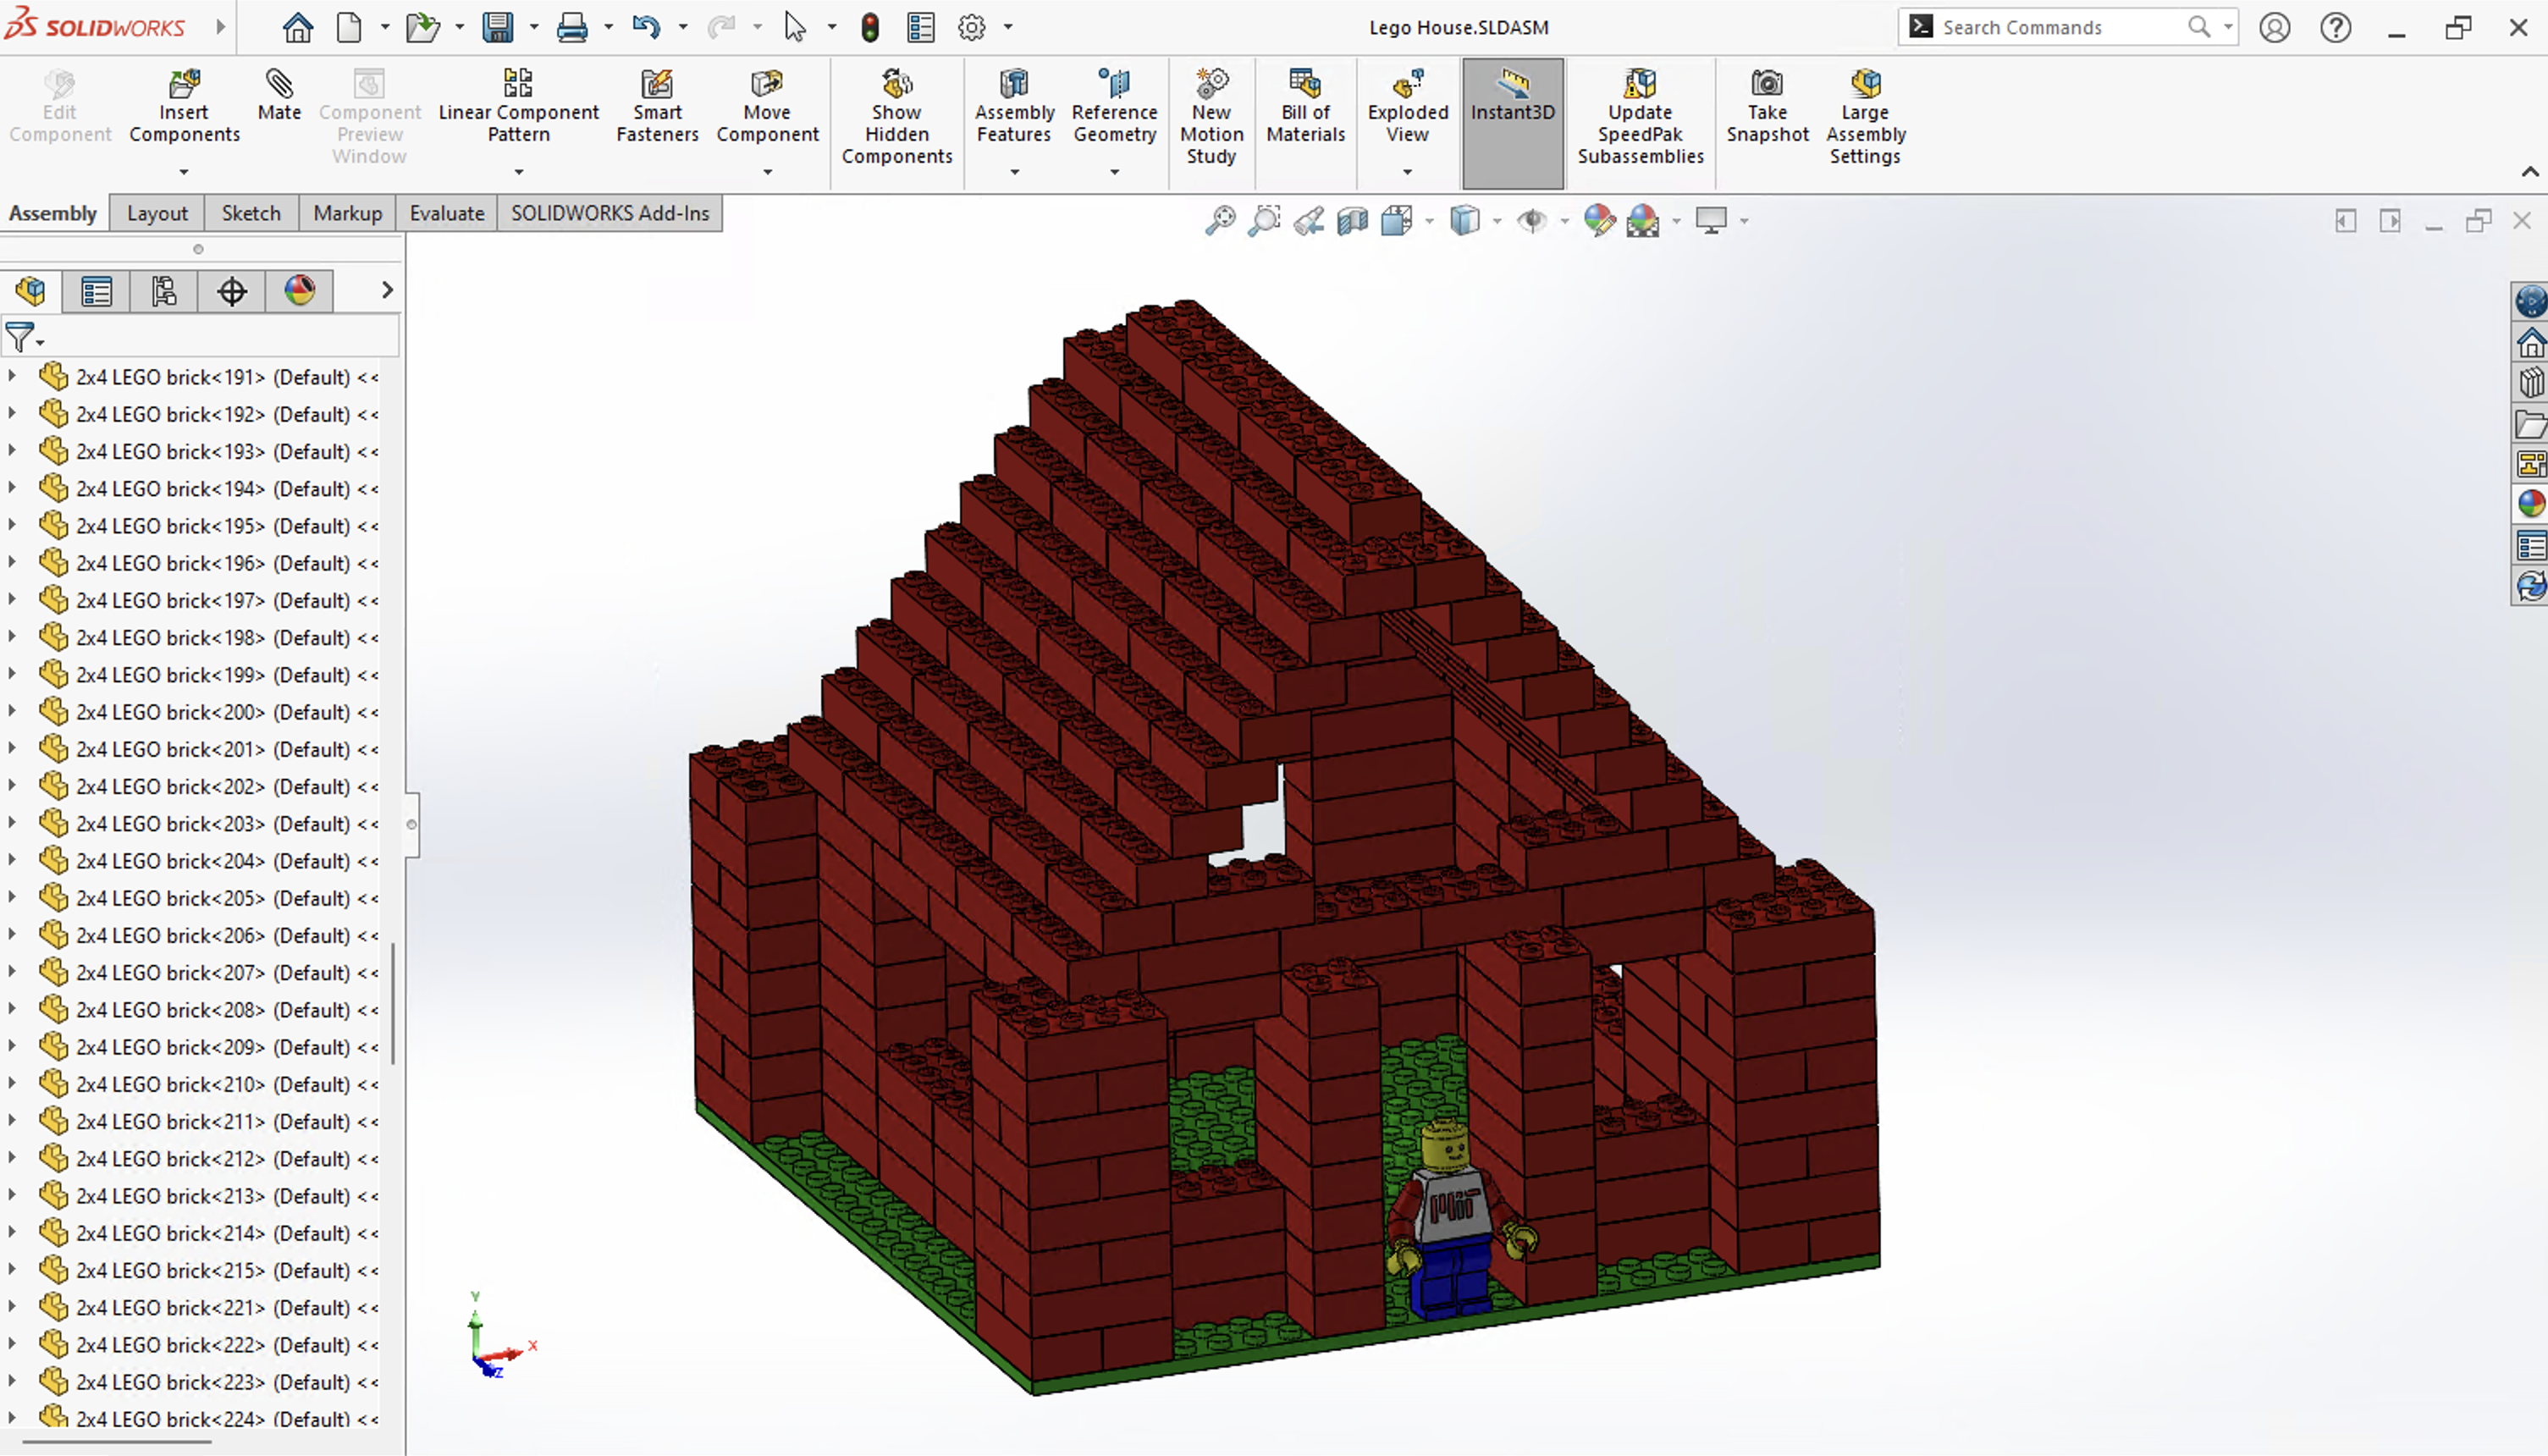 SOLIDWORKS
Lego House.SLDASM
Search Commands
Edit
Component
Insert
Components
Mate
Component
Preview
Window
Linear Component
Pattern
Smart
Fasteners
Move
Component
Show
Hidden
Components
Assembly
Features
Reference
Geometry
New
Motion
Study
Bill of
Materials
Exploded
View
Instant3D
Update
SpeedPak
Subassemblies
Take
Snapshot
Large
Assembly
Settings
Assembly
Layout
Sketch
Markup
Evaluate
SOLIDWORKS Add-Ins
2x4 LEGO brick<191> (Default) <<
2x4 LEGO brick<192> (Default) <<
2x4 LEGO brick<193> (Default) <<
2x4 LEGO brick<194> (Default) <<
2x4 LEGO brick<195> (Default) <<
2x4 LEGO brick<196> (Default) <<
2x4 LEGO brick<197> (Default) <<
2x4 LEGO brick<198> (Default) <<
2x4 LEGO brick<199> (Default) <<
2x4 LEGO brick<200> (Default) <<
2x4 LEGO brick<201> (Default) <<
2x4 LEGO brick<202> (Default) <<
2x4 LEGO brick<203> (Default) <<
2x4 LEGO brick<204> (Default) <<
2x4 LEGO brick<205> (Default) <<
2x4 LEGO brick<206> (Default) <<
2x4 LEGO brick<207> (Default) <<
2x4 LEGO brick<208> (Default) <<
2x4 LEGO brick<209> (Default) <<
2x4 LEGO brick<210> (Default) <<
2x4 LEGO brick<211> (Default) <<
2x4 LEGO brick<212> (Default) <<
2x4 LEGO brick<213> (Default) <<
2x4 LEGO brick<214> (Default) <<
2x4 LEGO brick<215> (Default) <<
2x4 LEGO brick<221> (Default) <<
2x4 LEGO brick<222> (Default) <<
2x4 LEGO brick<223> (Default) <<
2x4 LEGO brick<224> (Default) <<
MIT
Y
X
Z